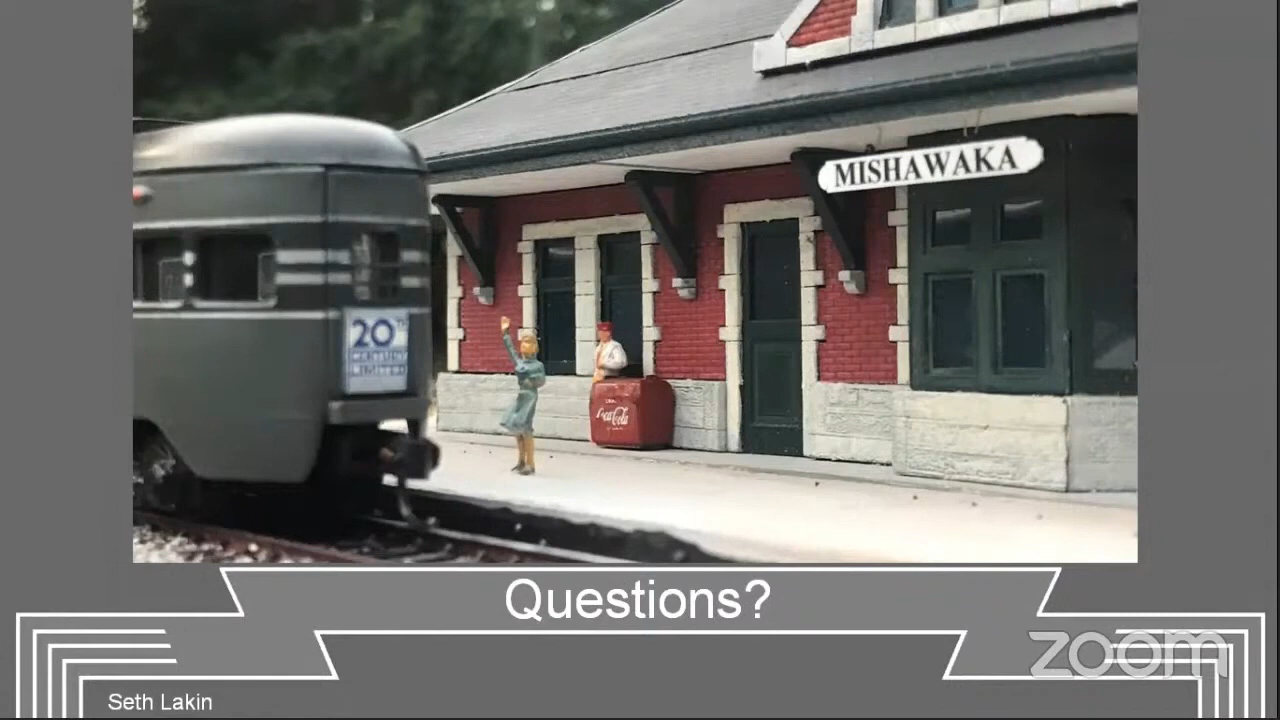 MISHAWAKA
20TH
CENTURY
LIMITED
Coca-Cola
Questions?
zoom
Seth Lakin